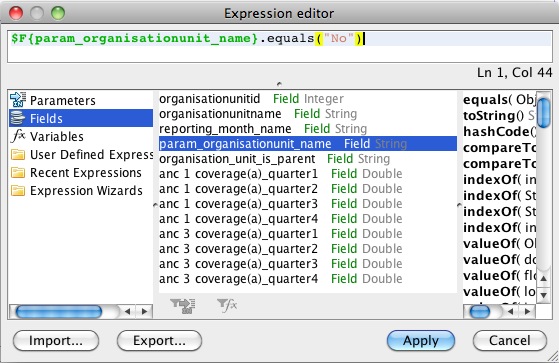 Expression editor
$F{param_organisationunit_name}.equals("No")
Ln 1, Col 44
Parameters
Fields
Variables
User Defined Express
Recent Expressions
Expression Wizards
organisationunitid Field Integer
organisationunitname Field String
reporting_month_name Field String
param_organisationunit_name Field String
organisation_unit_is_parent Field String
anc 1 coverage(a)_quarter1 Field Double
anc 1 coverage(a)_quarter2 Field Double
anc 1 coverage(a)_quarter3 Field Double
anc 1 coverage(a)_quarter4 Field Double
anc 3 coverage(a)_quarter1 Field Double
anc 3 coverage(a)_quarter2 Field Double
anc 3 coverage(a)_quarter3 Field Double
anc 3 coverage(a)_quarter4 Field Double
equals( Obj
toString() S
hashCode(
compareTo
compareTo
indexOf( in
indexOf( St
indexOf( St
indexOf( in
valueOf( Ob
valueOf( do
valueOf( flo
valueOf( lo
Import...
Export...
Apply
Cancel